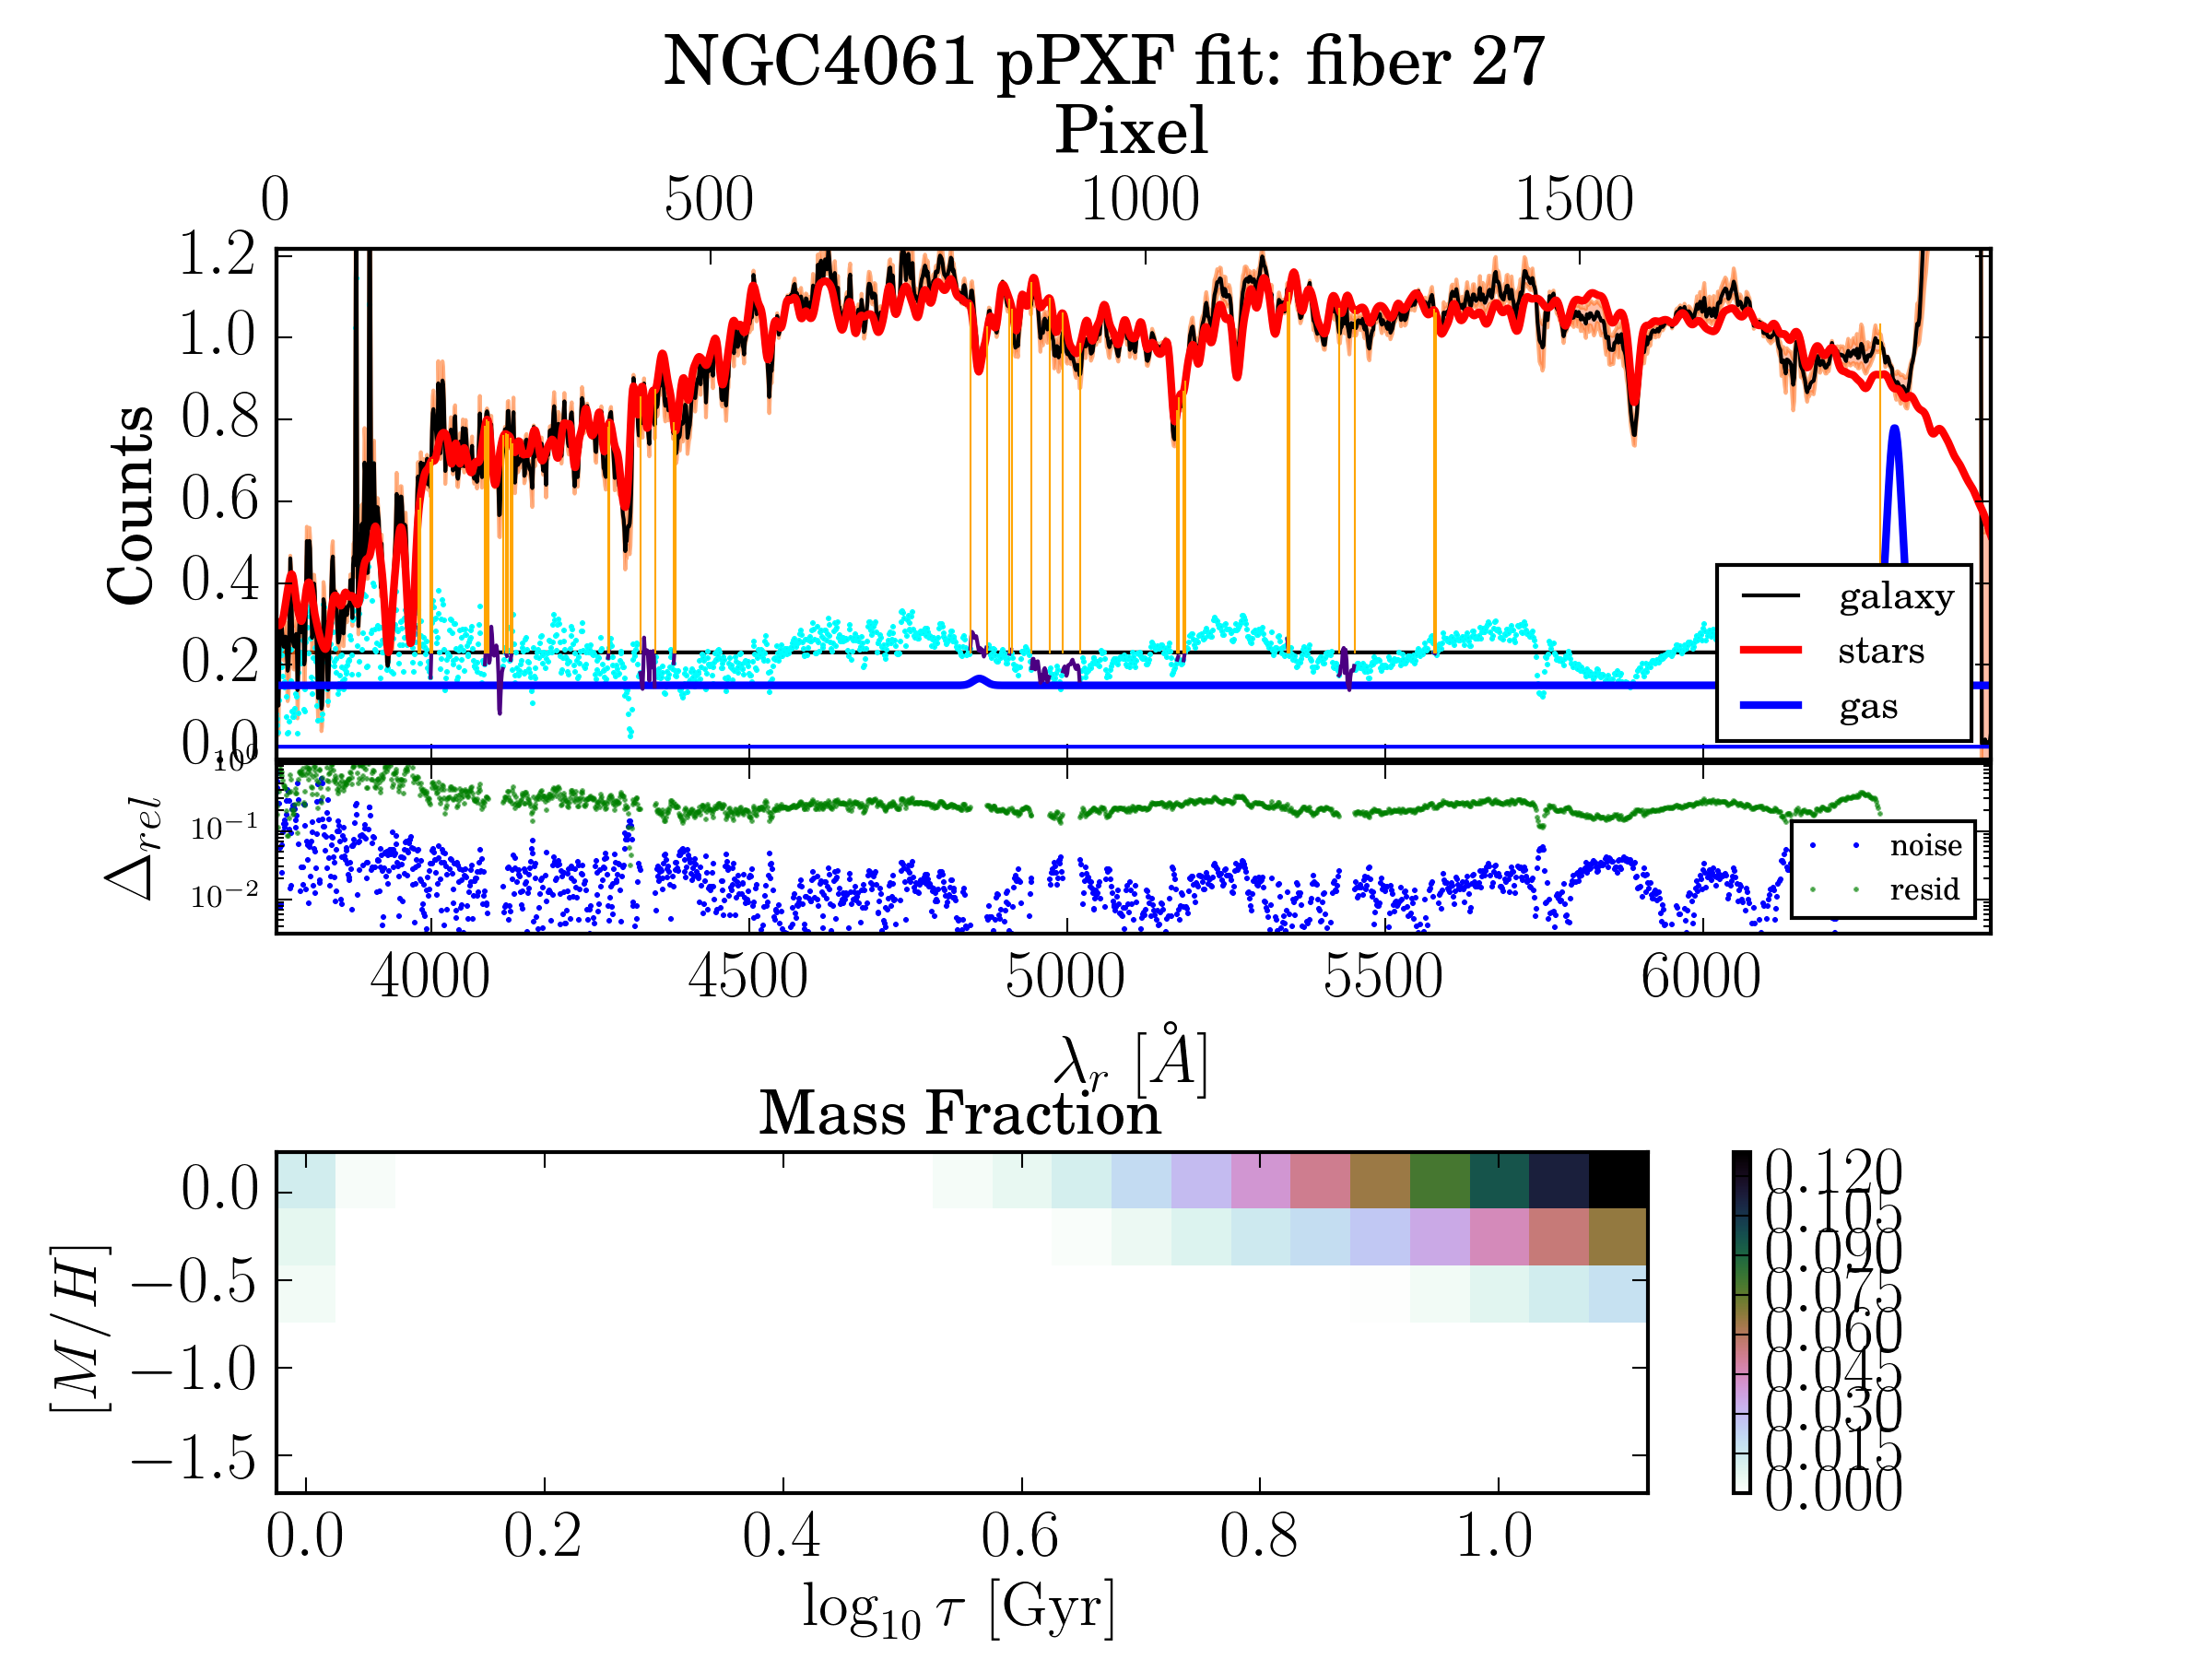 NGC4061 pPXF fit: fiber 27
Pixel
0 500 1000 1500
1.2
1.0
0.8
0.6
0.4
0.2
0.0
Counts
galaxy
stars
gas
10⁰
10⁻¹
10⁻²
Δrel
noise
resid
4000 4500 5000 5500 6000
λr [Å]
Mass Fraction
0.0
−0.5
−1.0
−1.5
[M/H]
0.120
0.105
0.090
0.075
0.060
0.045
0.030
0.015
0.000
0.0 0.2 0.4 0.6 0.8 1.0
log₁₀ τ [Gyr]